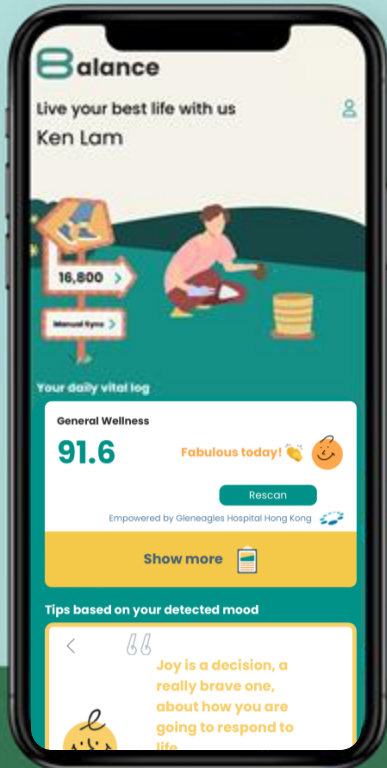 Balance
Live your best life with us
Ken Lam
16,800 >
Manual Sync >
Your daily vital log
General Wellness
91.6
Fabulous today! 👏
Rescan
Empowered by Gleneagles Hospital Hong Kong
Show more
Tips based on your detected mood
Joy is a decision, a
really brave one,
about how you are
going to respond to
life